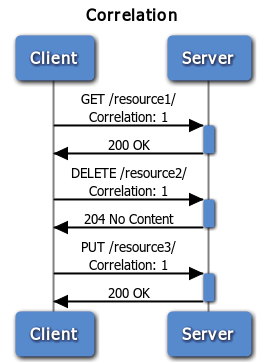 Correlation
Client Server
GET /resource1/
Correlation: 1
200 OK
DELETE /resource2/
Correlation: 1
204 No Content
PUT /resource3/
Correlation: 1
200 OK
Client Server